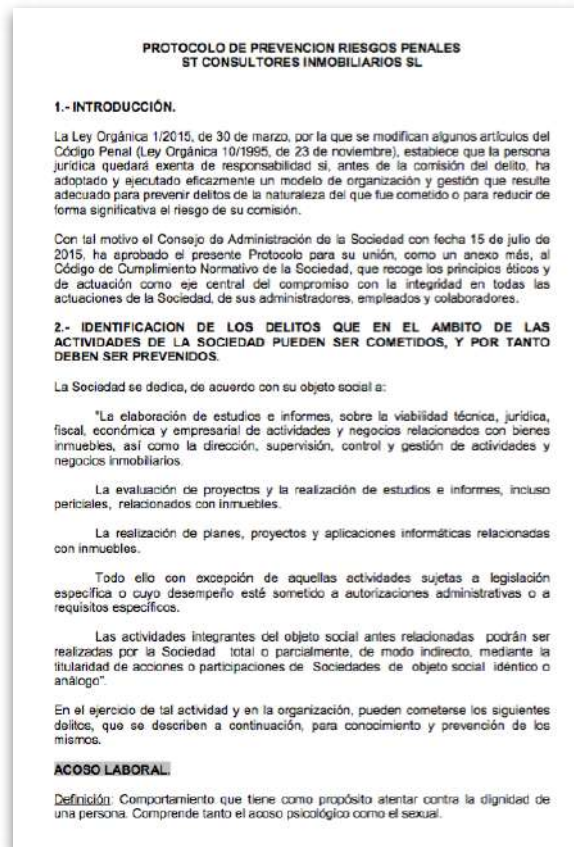 PROTOCOLO DE PREVENCION RIESGOS PENALES
ST CONSULTORES INMOBILIARIOS SL
1.- INTRODUCCIÓN.
La Ley Orgánica 1/2015, de 30 de marzo, por la que se modifican algunos artículos del
Código Penal (Ley Orgánica 10/1995, de 23 de noviembre), establece que la persona
jurídica quedará exenta de responsabilidad si, antes de la comisión del delito, ha
adoptado y ejecutado eficazmente un modelo de organización y gestión que resulte
adecuado para prevenir delitos de la naturaleza del que fue cometido o para reducir de
forma significativa el riesgo de su comisión.
Con tal motivo el Consejo de Administración de la Sociedad con fecha 15 de julio de
2015, ha aprobado el presente Protocolo para su unión, como un anexo más, al
Código de Cumplimiento Normativo de la Sociedad, que recoge los principios éticos y
de actuación como eje central del compromiso con la integridad en todas las
actuaciones de la Sociedad, de sus administradores, empleados y colaboradores.
2.- IDENTIFICACION DE LOS DELITOS QUE EN EL AMBITO DE LAS
ACTIVIDADES DE LA SOCIEDAD PUEDEN SER COMETIDOS, Y POR TANTO
DEBEN SER PREVENIDOS.
La Sociedad se dedica, de acuerdo con su objeto social a:
"La elaboración de estudios e informes, sobre la viabilidad técnica, jurídica,
fiscal, económica y empresarial de actividades y negocios relacionados con bienes
inmuebles, así como la dirección, supervisión, control y gestión de actividades y
negocios inmobiliarios.
La evaluación de proyectos y la realización de estudios e informes, incluso
periciales, relacionados con inmuebles.
La realización de planes, proyectos y aplicaciones informáticas relacionadas
con inmuebles.
Todo ello con excepción de aquellas actividades sujetas a legislación
específica o cuyo desempeño esté sometido a autorizaciones administrativas o a
requisitos específicos.
Las actividades integrantes del objeto social antes relacionadas podrán ser
realizadas por la Sociedad total o parcialmente, de modo indirecto, mediante la
titularidad de acciones o participaciones de Sociedades de objeto social idéntico o
análogo".
En el ejercicio de tal actividad y en la organización, pueden cometerse los siguientes
delitos, que se describen a continuación, para conocimiento y prevención de los
mismos.
ACOSO LABORAL.
Definición: Comportamiento que tiene como propósito atentar contra la dignidad de
una persona. Comprende tanto el acoso psicológico como el sexual.